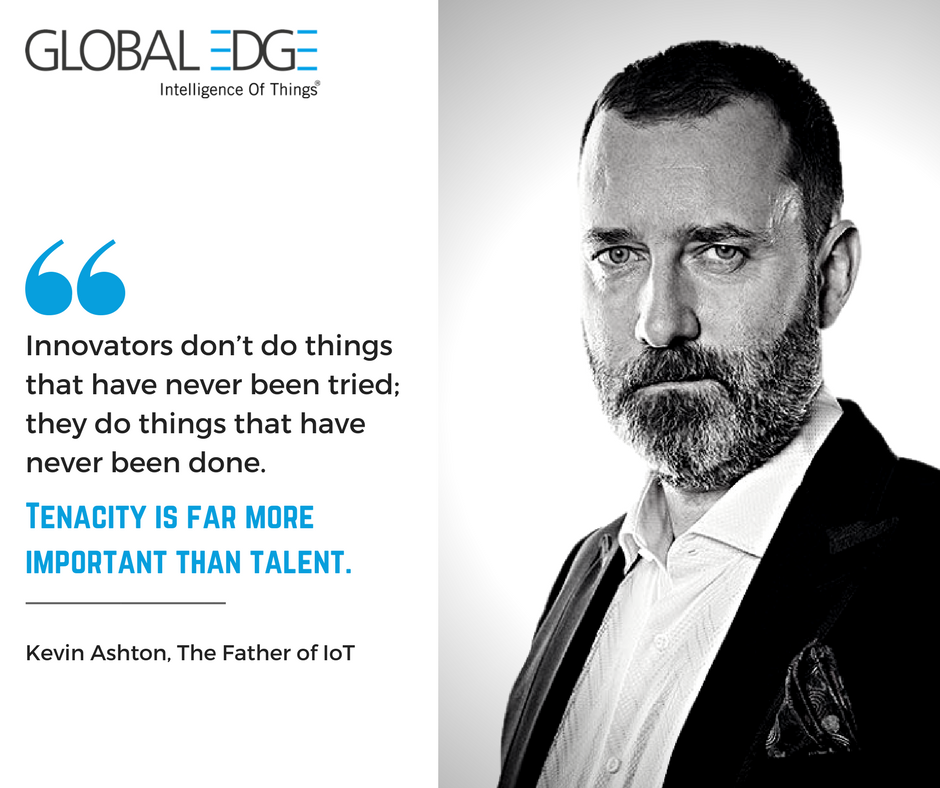 GLOBAL EDGE
Intelligence Of Things®
Innovators don’t do things
that have never been tried;
they do things that have
never been done.
TENACITY IS FAR MORE
IMPORTANT THAN TALENT.
Kevin Ashton, The Father of IoT